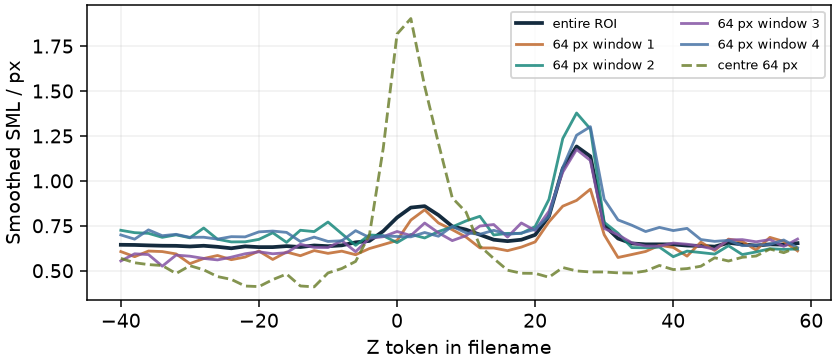 entire ROI
64 px window 1
64 px window 2
64 px window 3
64 px window 4
centre 64 px
Smoothed SML / px
1.75
1.50
1.25
1.00
0.75
0.50
−40
−20
0
20
40
60
Z token in filename